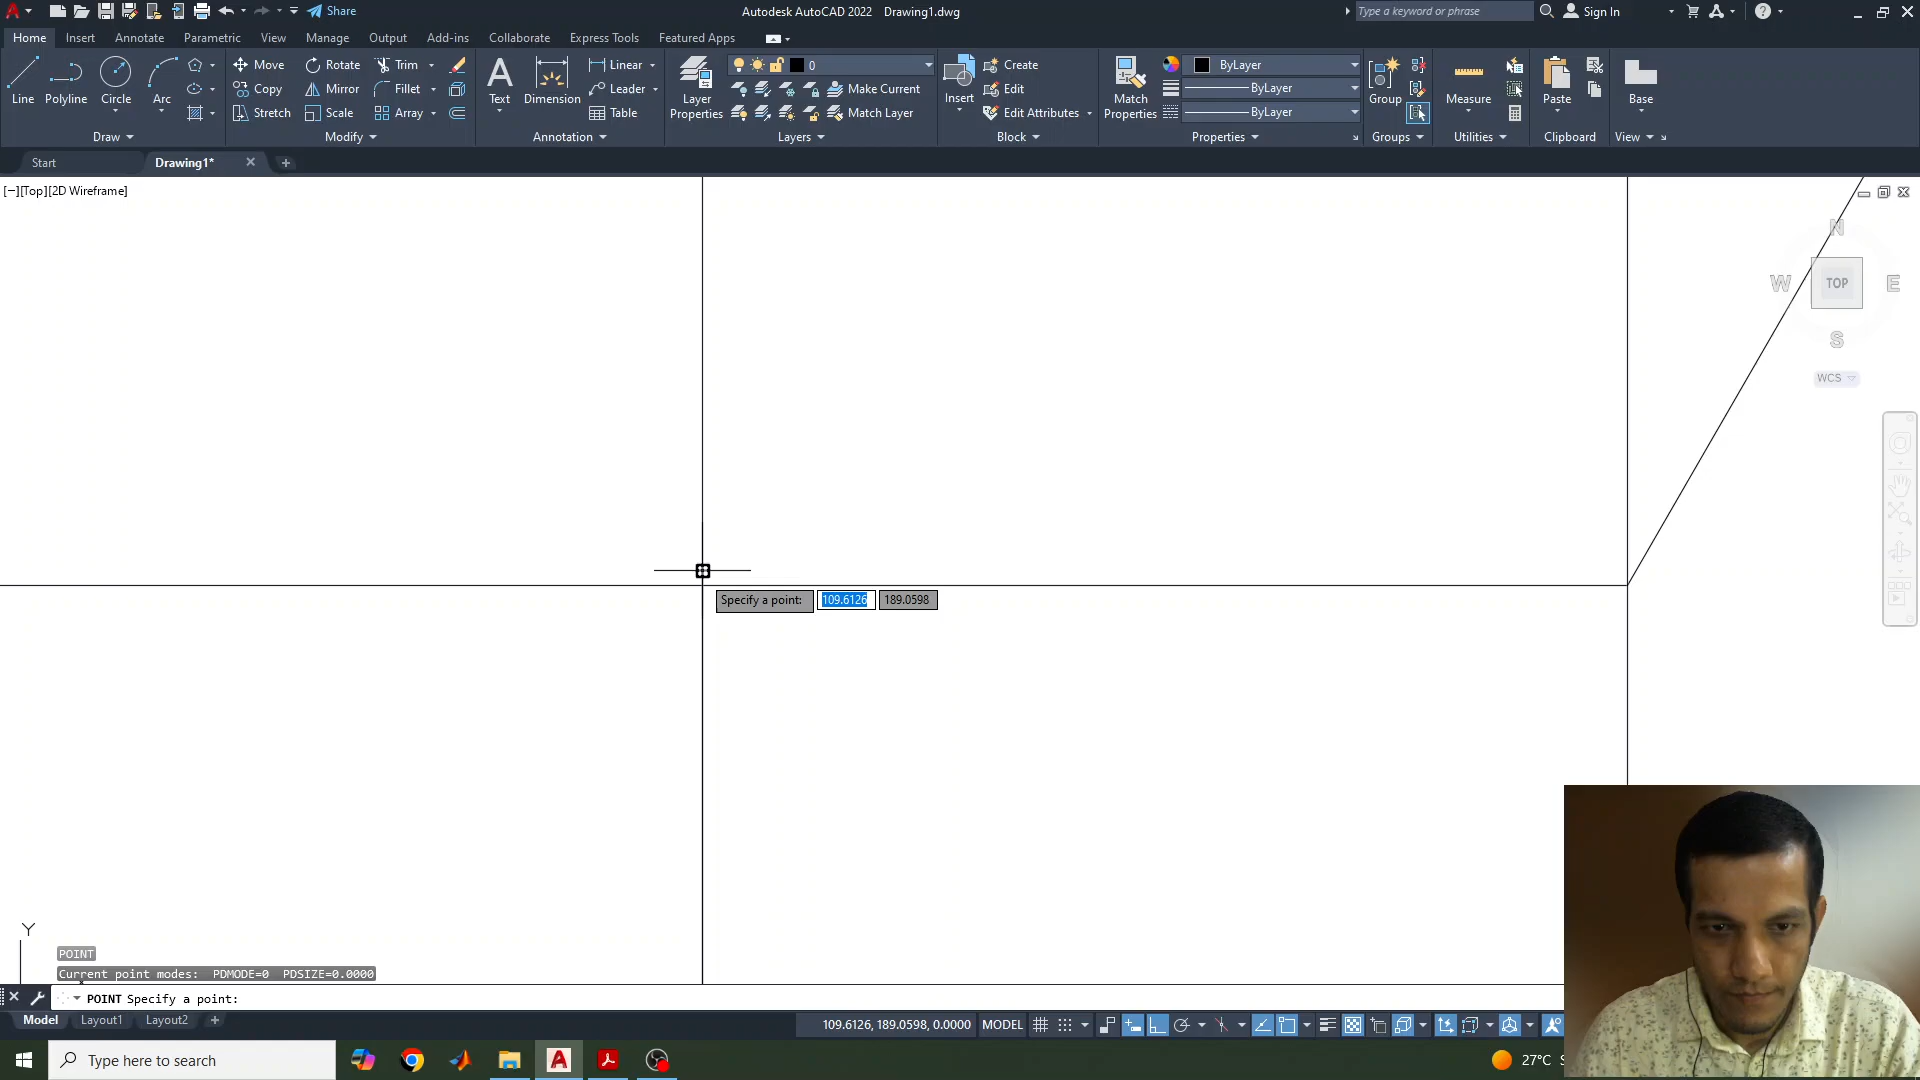 Share
Autodesk AutoCAD 2022 Drawing1.dwg
Type a keyword or phrase
Sign In
Home Insert Annotate Parametric View Manage Output Add-ins Collaborate Express Tools Featured Apps
Line Polyline Circle Arc
Move Rotate Trim
Copy Mirror Fillet
Stretch Scale Array
Text Dimension
Linear
Leader
Table
Layer Properties
0
Make Current
Match Layer
Insert
Create
Edit
Edit Attributes
Match Properties
ByLayer
ByLayer
ByLayer
Group
Measure
Paste
Base
Draw Modify Annotation Layers Block Properties Groups Utilities Clipboard View
Start Drawing1*
[−][Top][2D Wireframe]
N
W TOP E
S
WCS
Specify a point: 109.6126 189.0598
Y
POINT
Current point modes: PDMODE=0 PDSIZE=0.0000
POINT Specify a point:
Model Layout1 Layout2
109.6126, 189.0598, 0.0000 MODEL
Type here to search
27°C